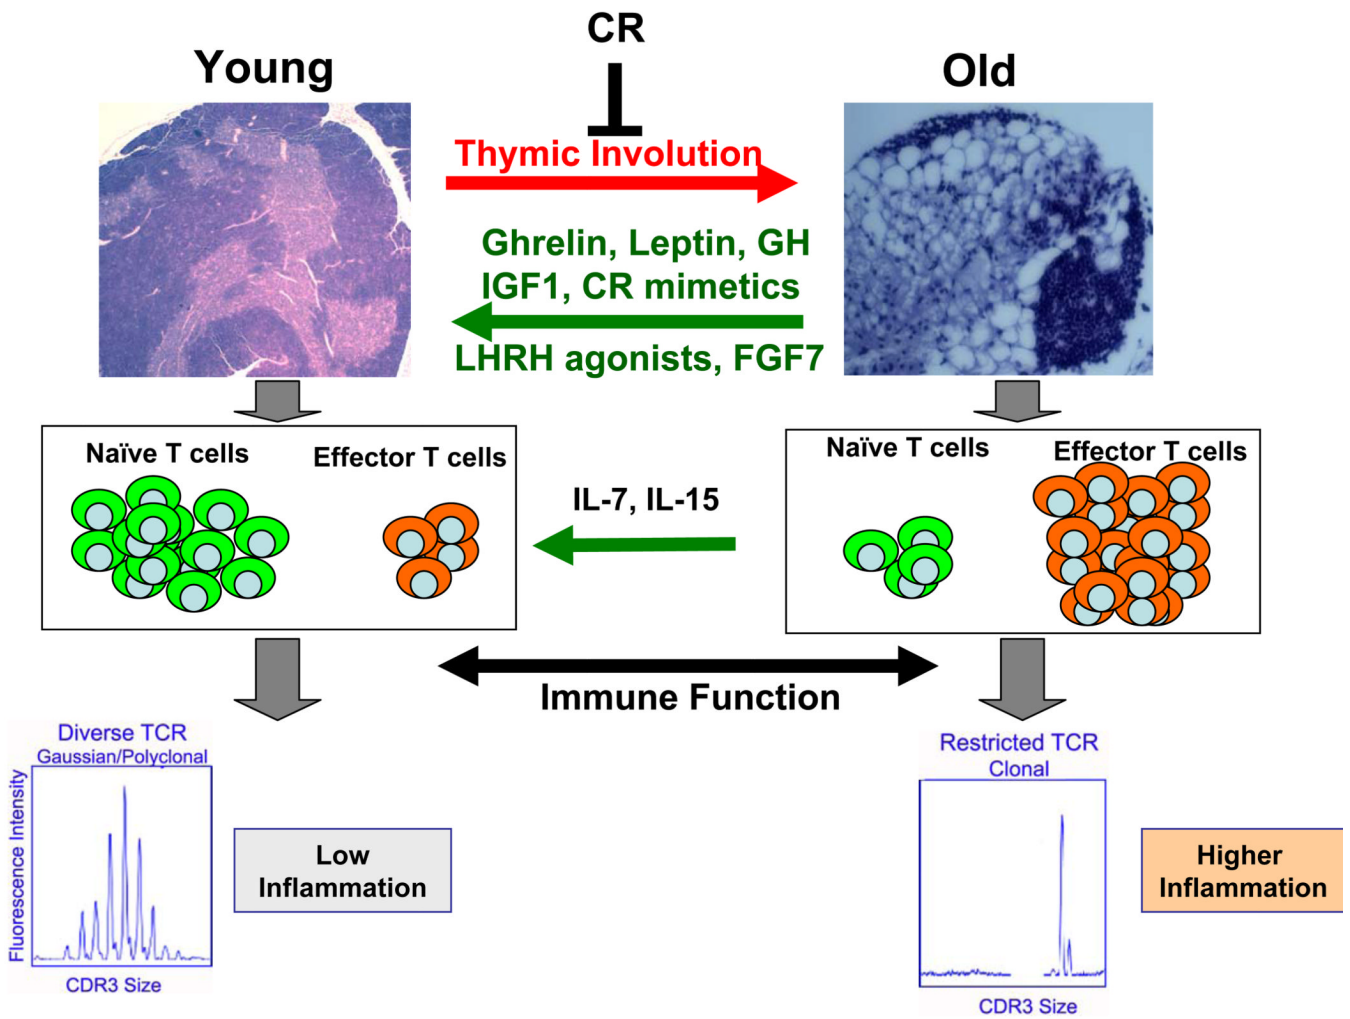 CR
Young
Old
Thymic Involution
Ghrelin, Leptin, GH
IGF1, CR mimetics
LHRH agonists, FGF7
Naïve T cells
Effector T cells
IL-7, IL-15
Naïve T cells
Effector T cells
Immune Function
Diverse TCR
Gaussian/Polyclonal
Fluorescence Intensity
CDR3 Size
Low
Inflammation
Restricted TCR
Clonal
CDR3 Size
Higher
Inflammation